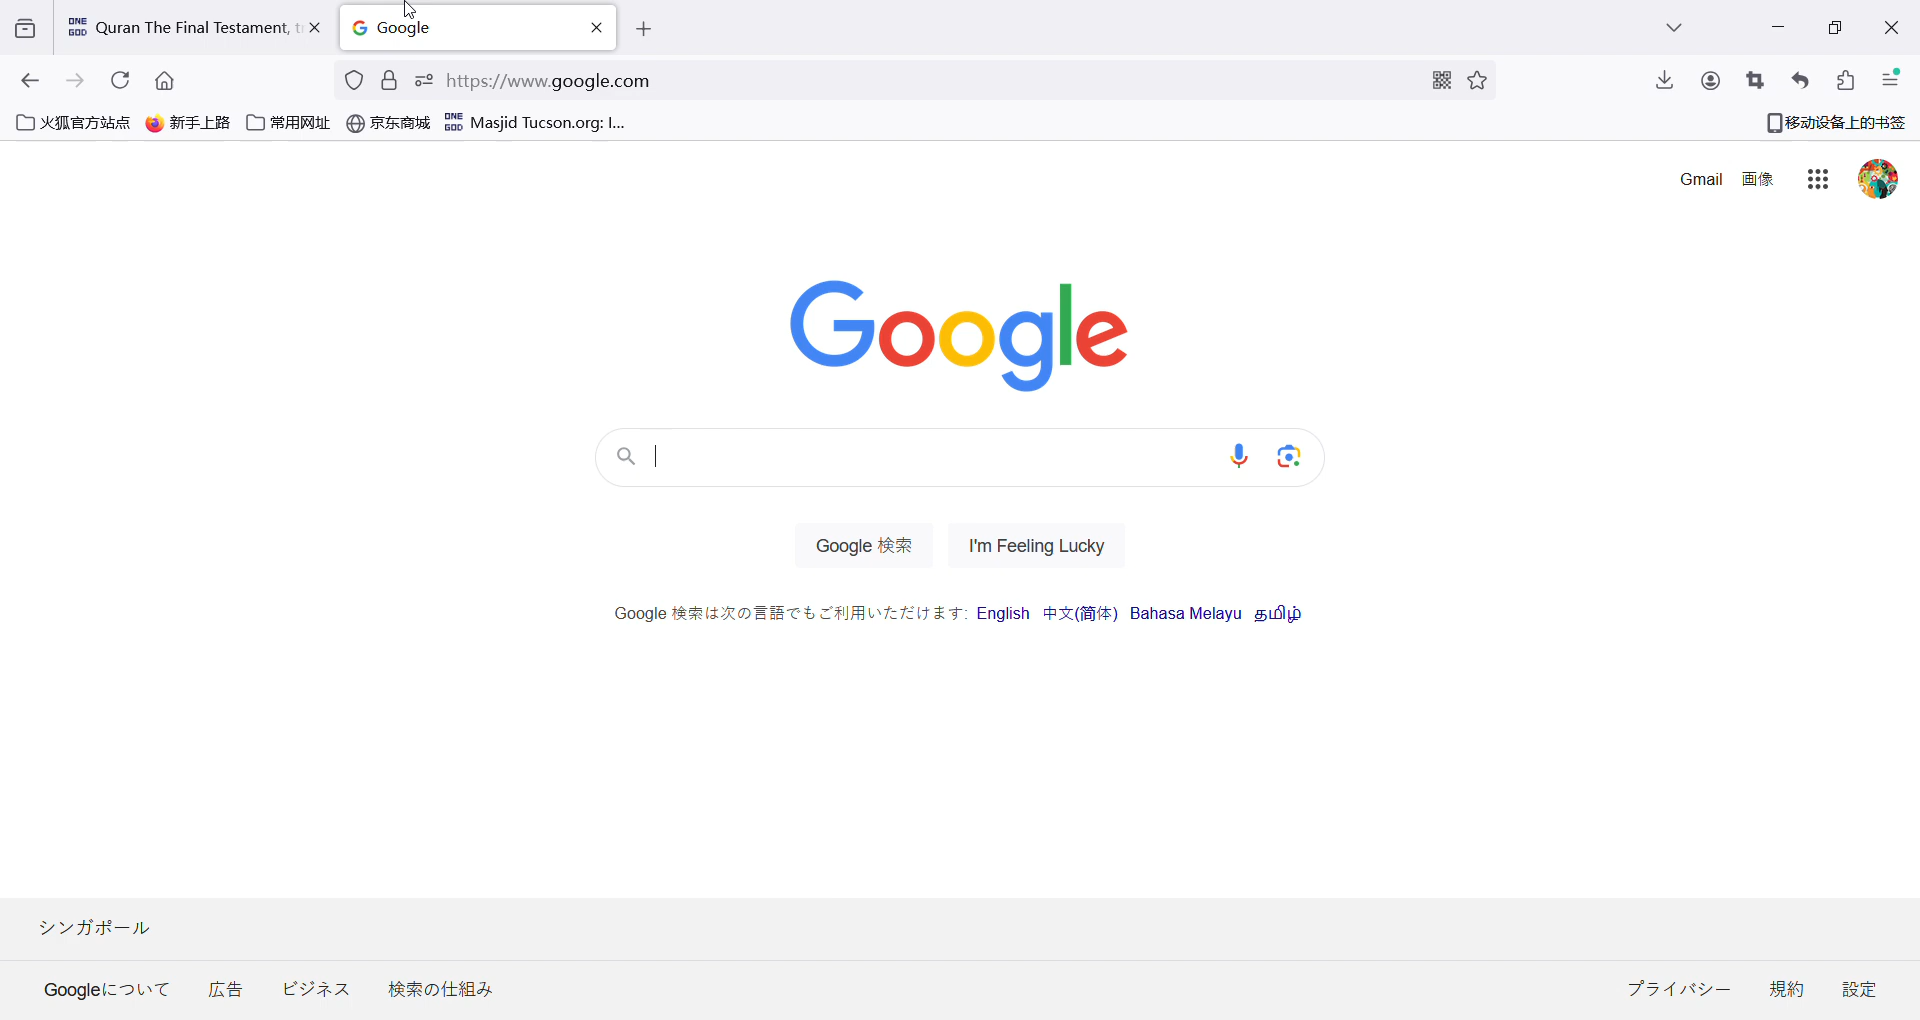 ONE GOD Quran The Final Testament, Google
https://www.google.com
火狐官方站点 新手上路 常用网址 京东商城 ONE GOD Masjid Tucson.org: I... 移动设备上的书签
Gmail 画像
Google
Google 検索 I'm Feeling Lucky
Google 検索は次の言語でもご利用いただけます: English 中文(简体) Bahasa Melayu தமிழ்
シンガポール
Googleについて 広告 ビジネス 検索の仕組み プライバシー 規約 設定